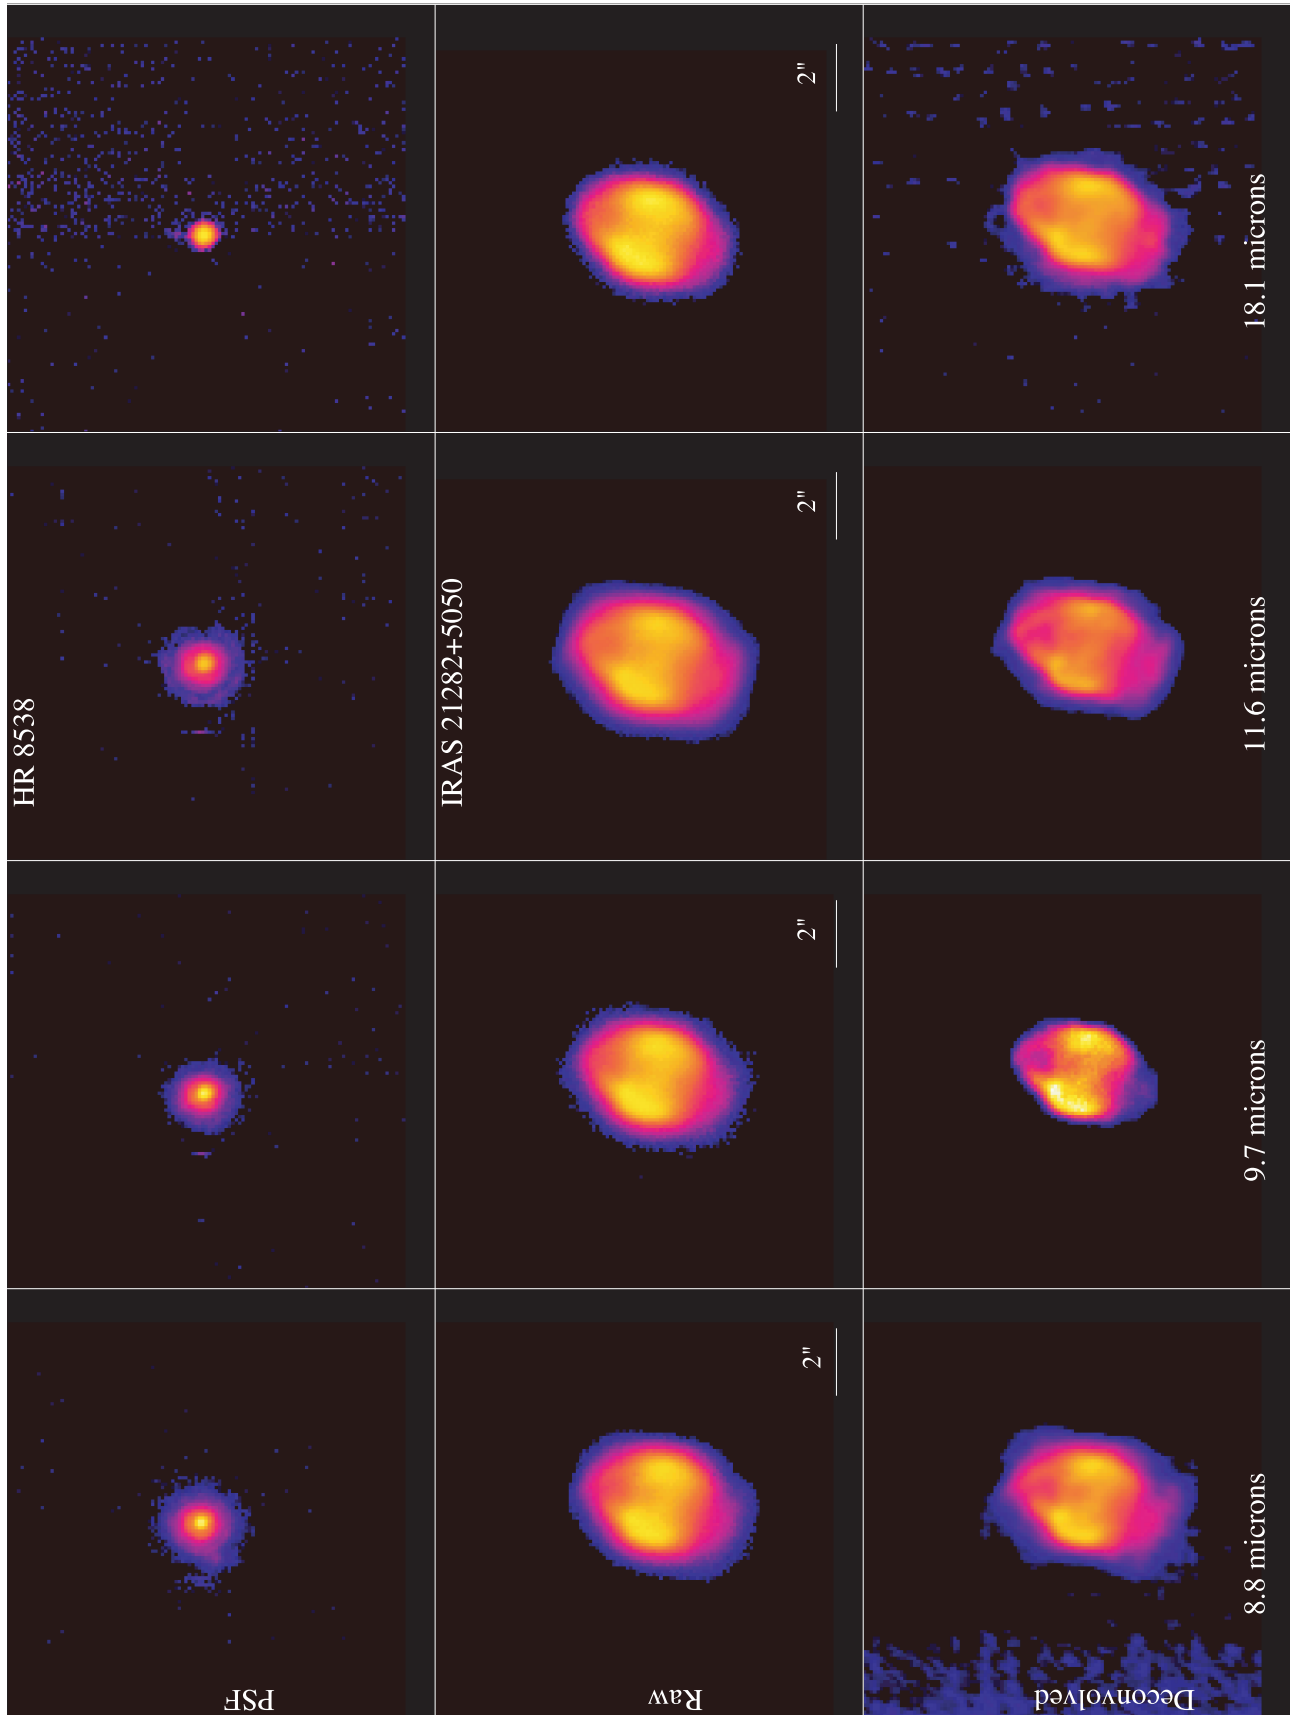 HR 8538
PSF
IRAS 21282+5050
Raw
2"
2"
2"
2"
Deconvolved
8.8 microns
9.7 microns
11.6 microns
18.1 microns